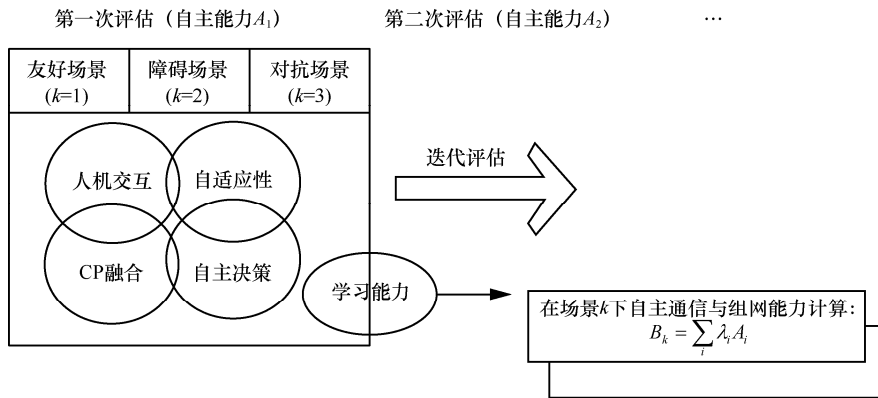 第一次评估（自主能力A₁） 第二次评估（自主能力A₂） …
友好场景 障碍场景 对抗场景
(k=1) (k=2) (k=3)
迭代评估
人机交互 自适应性
CP融合 自主决策
学习能力
在场景k下自主通信与组网能力计算：
Bₖ = ∑ᵢ λᵢAᵢ